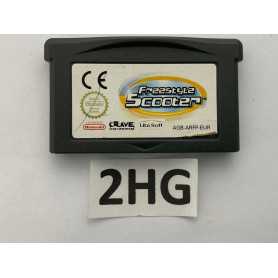 CE
Freestyle
Scooter
Nintendo
CRAVE
Ubi Soft
AGB-ARFP-EUR
2HG